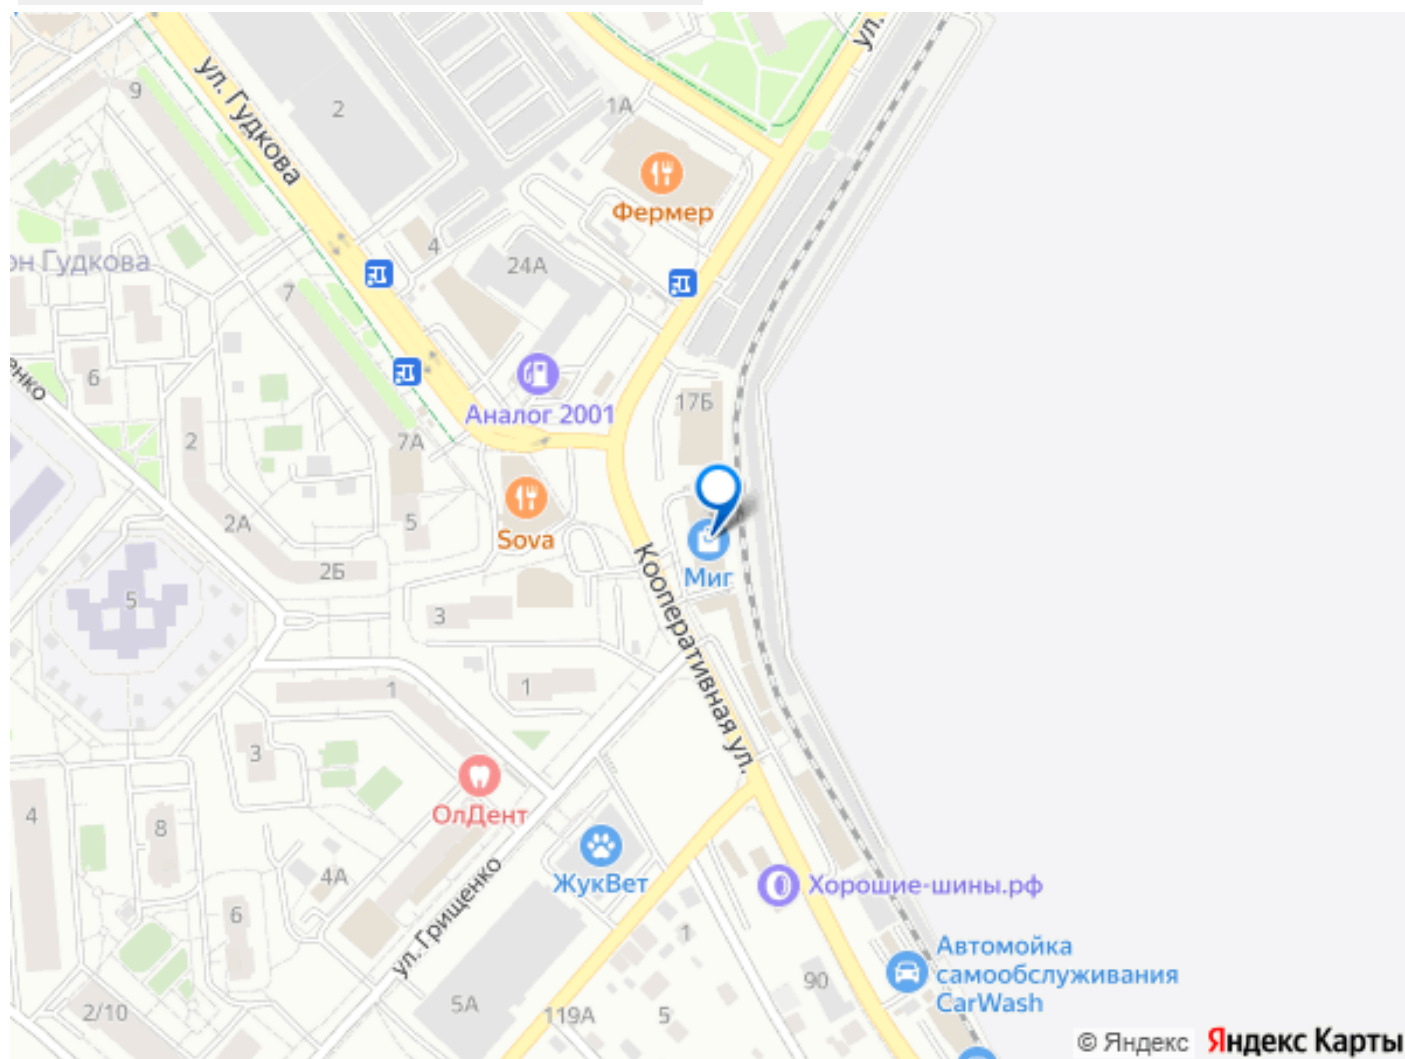 9
ул. Гудкова
2
ул.
1А
Фермер
4
24А
он Гудкова
7
6
Аналог 2001
17Б
7А
2
2А
5
Sova
2Б
Миг
5
3
Кооперативная ул.
1
1
3
ОлДент
4
8
4А
ЖукВет
Хорошие-шины.рф
6
ул. Грищенко
1
Автомойка
самообслуживания
CarWash
90
2/10
5А
119А
5
© Яндекс Яндекс Карты